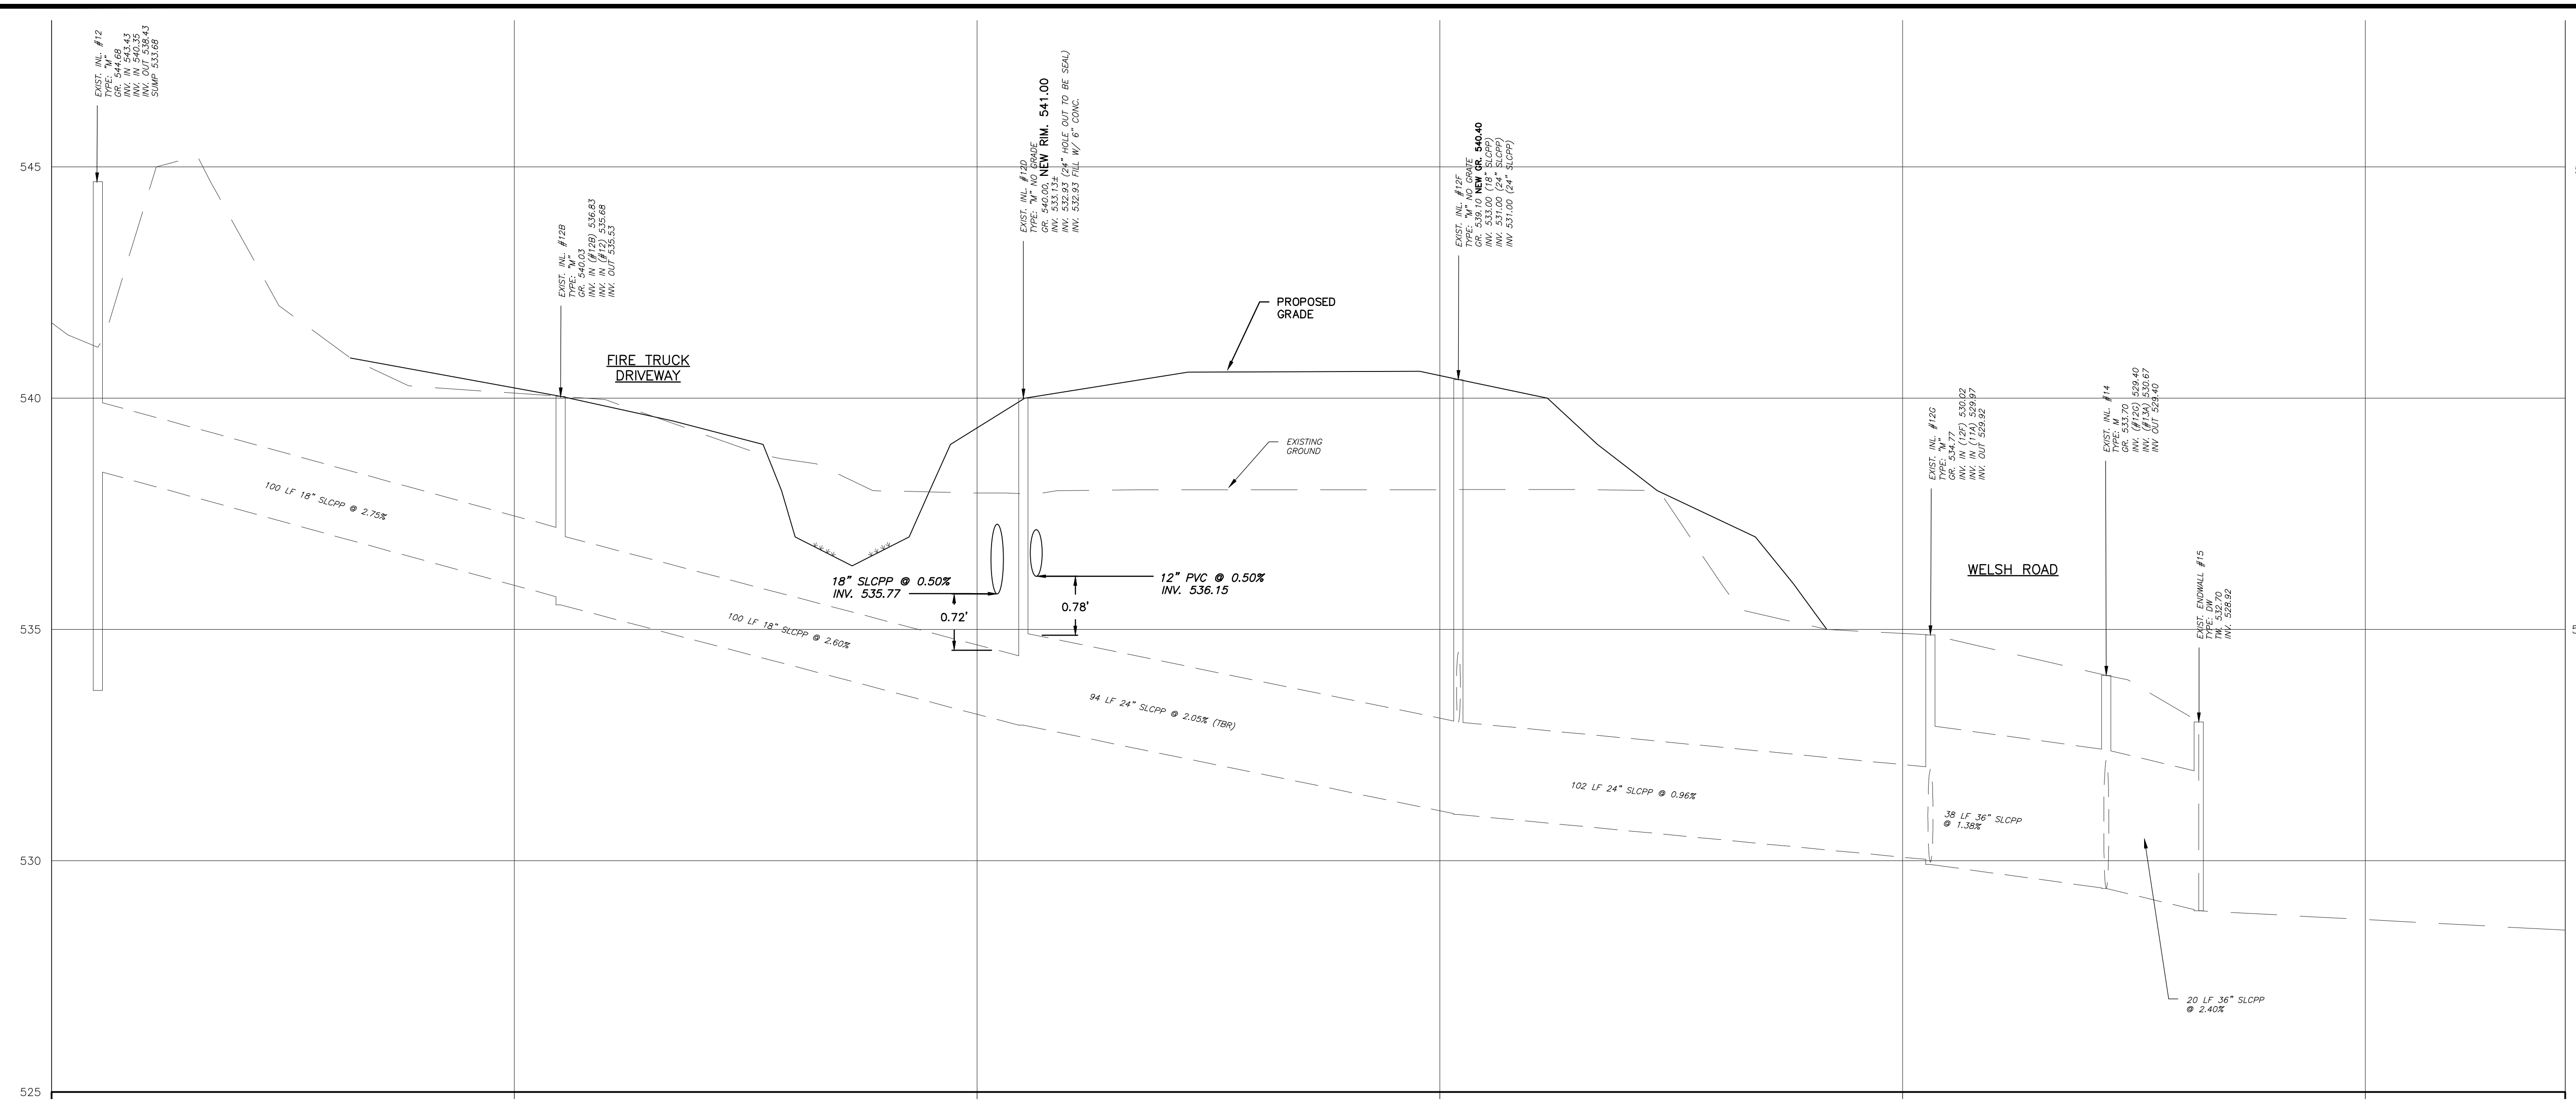 EXIST. INL. #12
TYPE: "M"
GR. 544.68
INV. IN 543.43
INV. IN 540.35
INV. OUT 538.43
SUMP 533.68
EXIST. INL. #12B
TYPE: "M"
GR. 540.03
INV. IN (#12B) 536.83
INV. IN (#12) 535.68
INV. OUT 535.53
EXIST. INL. #12D
TYPE: "M" NO GRADE
GR. 540.00, NEW RIM. 541.00
INV. 533.13±
INV. 532.93 (24" HOLE OUT TO BE SEAL)
INV. 532.93 FILL W/ 6" CONC.
EXIST. INL. #12F
TYPE: "M" NO GRATE
GR. 539.10 NEW GR. 540.40
INV. 533.00 (18" SLCPP)
INV. 531.00 (24" SLCPP)
INV 531.00 (24" SLCPP)
EXIST. INL. #12G
TYPE: "M"
GR. 534.77
INV. IN (12F) 530.02
INV. IN (11A) 529.97
INV. OUT 529.92
EXIST. INL. #14
TYPE: M
GR. 533.70
INV. (#12G) 529.40
INV. (#13A) 530.67
INV OUT 529.40
EXIST. ENDWALL #15
TYPE: DW
TW. 532.70
INV. 528.92
545
540
535
530
525
PROPOSED
GRADE
FIRE TRUCK
DRIVEWAY
EXISTING
GROUND
100 LF 18" SLCPP @ 2.75%
18" SLCPP @ 0.50%
INV. 535.77
0.72'
12" PVC @ 0.50%
INV. 536.15
0.78'
WELSH ROAD
100 LF 18" SLCPP @ 2.60%
94 LF 24" SLCPP @ 2.05% (TBR)
102 LF 24" SLCPP @ 0.96%
38 LF 36" SLCPP
@ 1.38%
20 LF 36" SLCPP
@ 2.40%